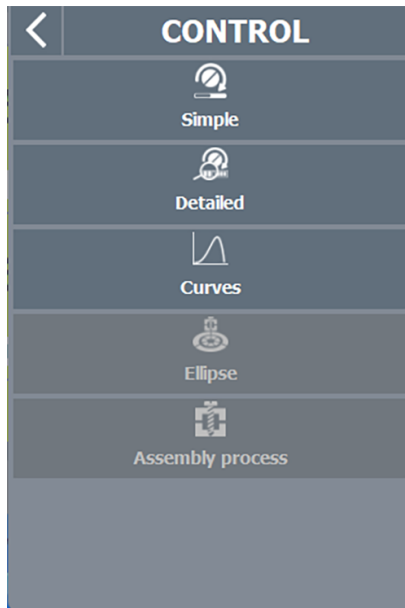 CONTROL
Simple
Detailed
Curves
Ellipse
Assembly process